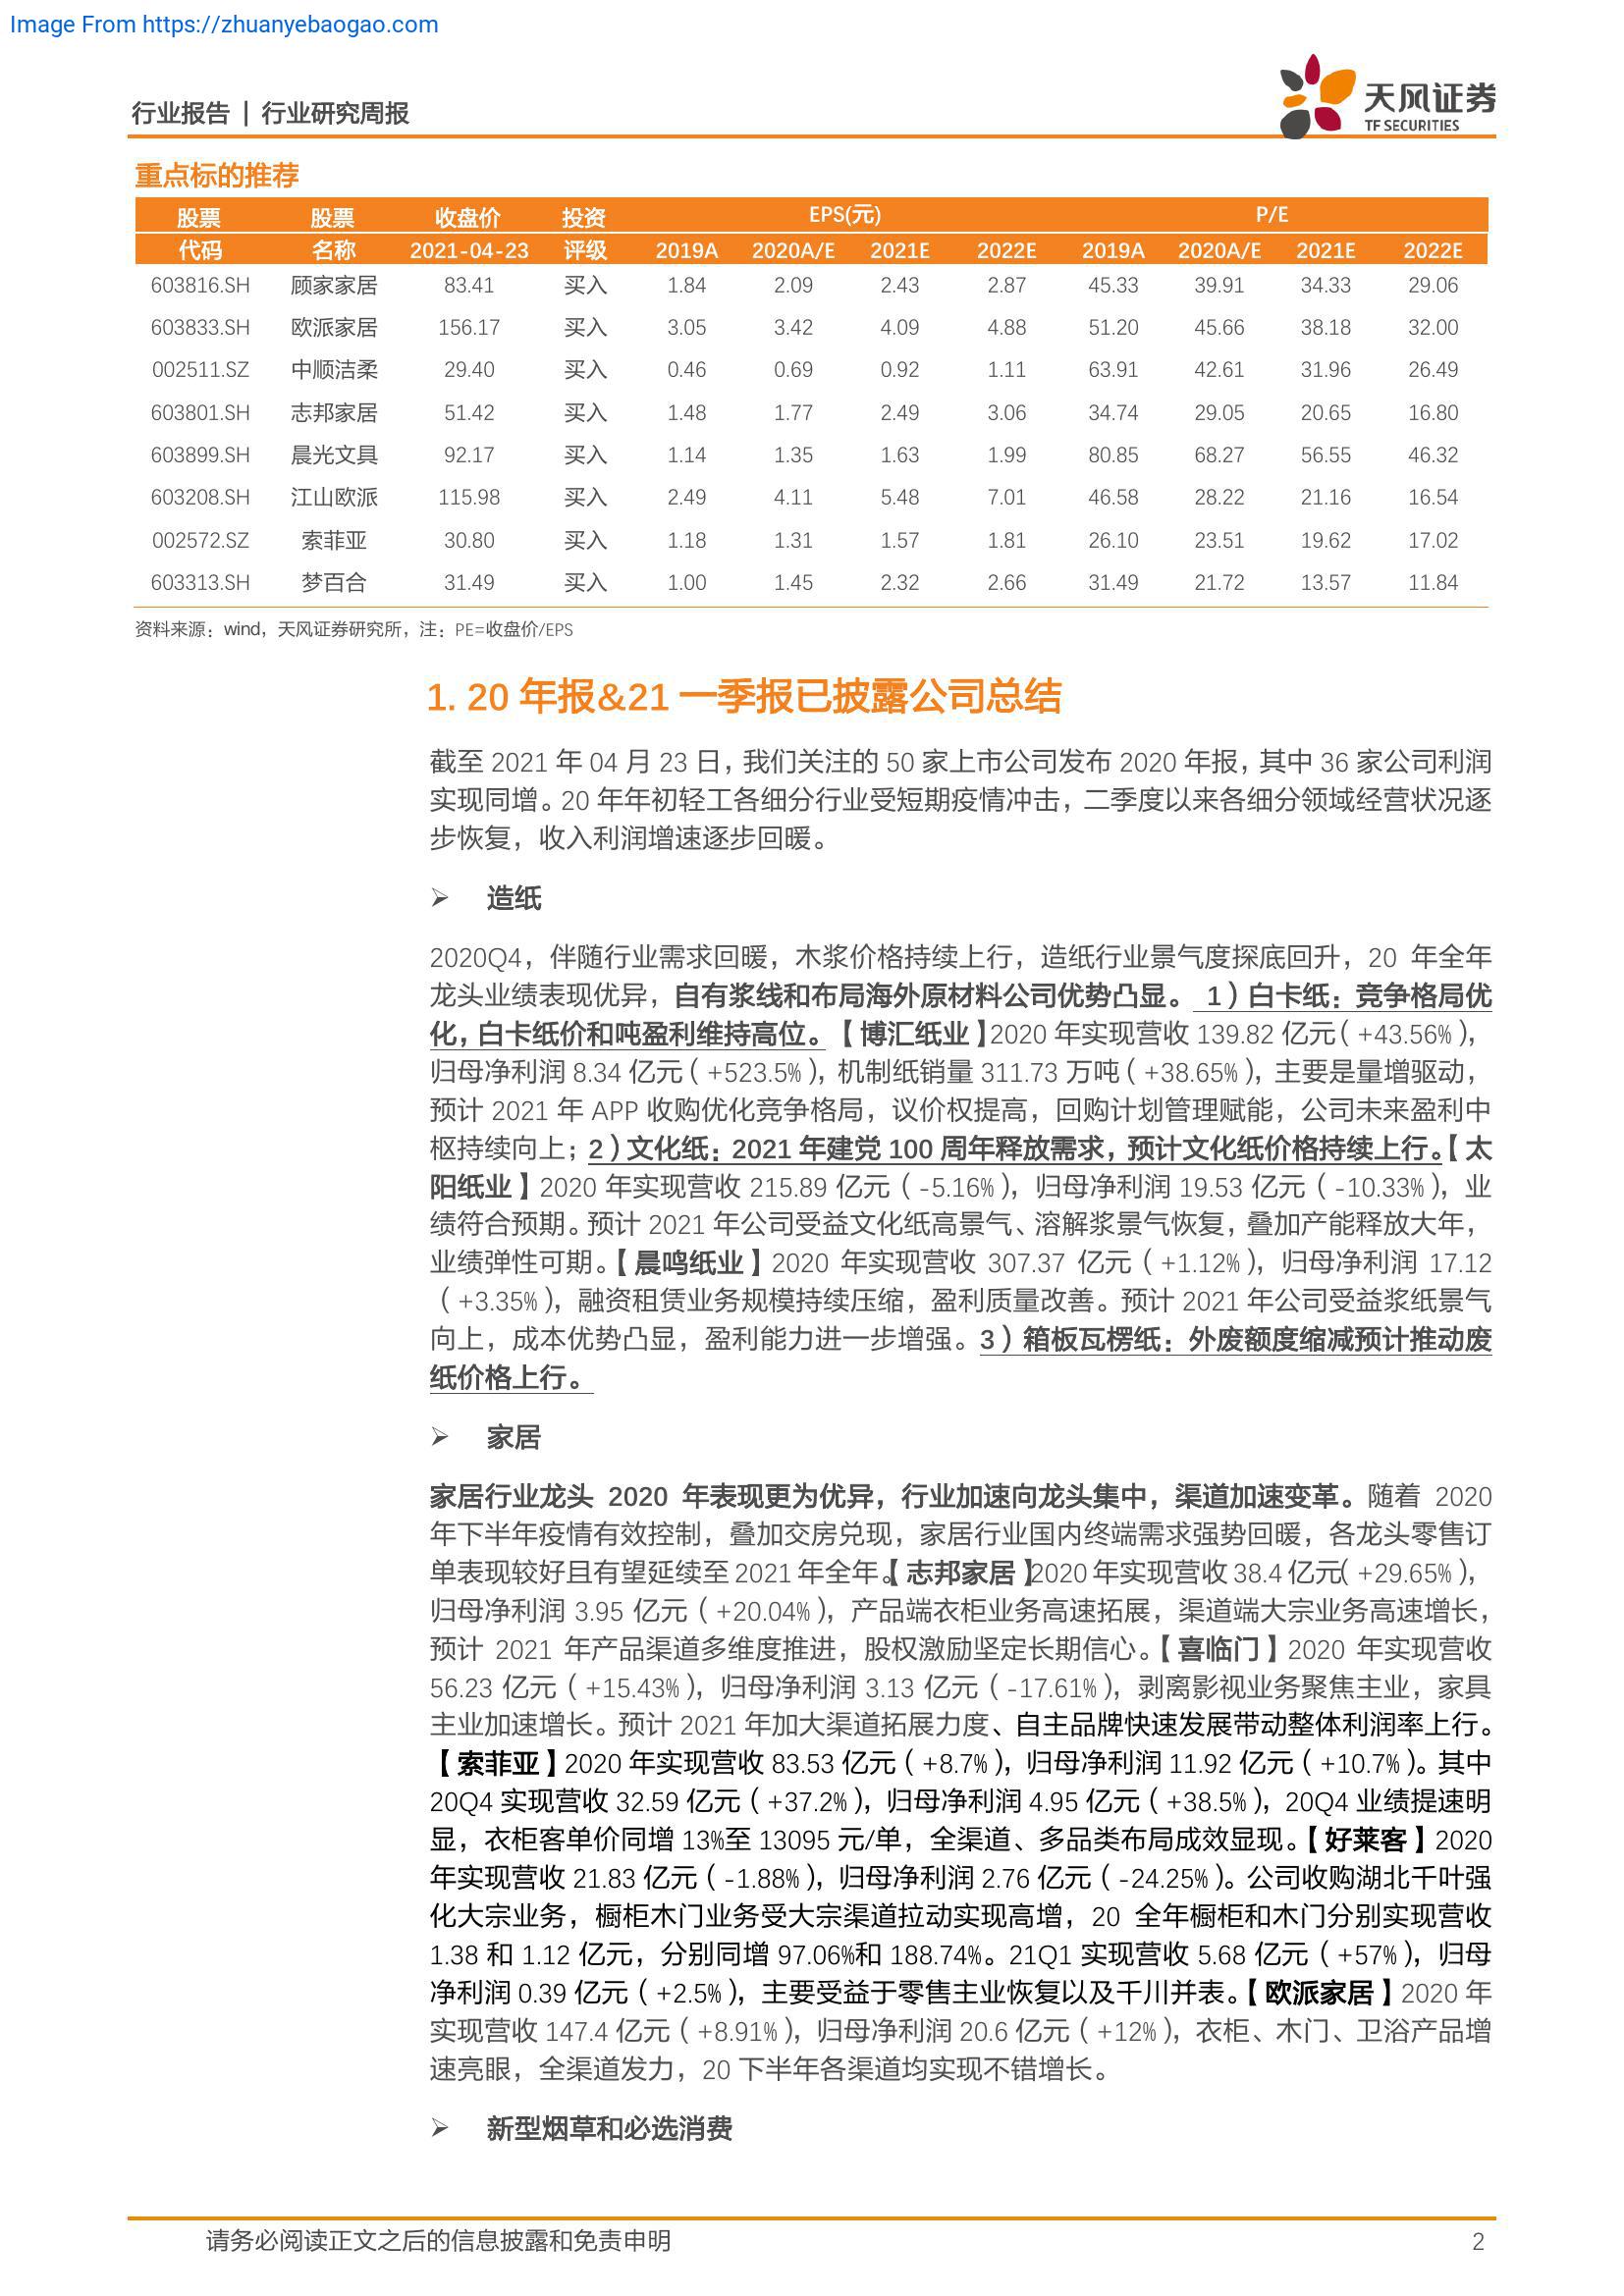 Image From https://zhuanyebaogao.com
行业报告 | 行业研究周报
天风证券
TF SECURITIES
重点标的推荐
股票 股票 收盘价 投资 EPS(元) P/E
代码 名称 2021-04-23 评级 2019A 2020A/E 2021E 2022E 2019A 2020A/E 2021E 2022E
603816.SH 顾家家居 83.41 买入 1.84 2.09 2.43 2.87 45.33 39.91 34.33 29.06
603833.SH 欧派家居 156.17 买入 3.05 3.42 4.09 4.88 51.20 45.66 38.18 32.00
002511.SZ 中顺洁柔 29.40 买入 0.46 0.69 0.92 1.11 63.91 42.61 31.96 26.49
603801.SH 志邦家居 51.42 买入 1.48 1.77 2.49 3.06 34.74 29.05 20.65 16.80
603899.SH 晨光文具 92.17 买入 1.14 1.35 1.63 1.99 80.85 68.27 56.55 46.32
603208.SH 江山欧派 115.98 买入 2.49 4.11 5.48 7.01 46.58 28.22 21.16 16.54
002572.SZ 索菲亚 30.80 买入 1.18 1.31 1.57 1.81 26.10 23.51 19.62 17.02
603313.SH 梦百合 31.49 买入 1.00 1.45 2.32 2.66 31.49 21.72 13.57 11.84
资料来源：wind，天风证券研究所，注：PE=收盘价/EPS
1. 20 年报&21 一季报已披露公司总结
截至 2021 年 04 月 23 日，我们关注的 50 家上市公司发布 2020 年报，其中 36 家公司利润
实现同增。20 年年初轻工各细分行业受短期疫情冲击，二季度以来各细分领域经营状况逐
步恢复，收入利润增速逐步回暖。
➢ 造纸
2020Q4，伴随行业需求回暖，木浆价格持续上行，造纸行业景气度探底回升，20 年全年
龙头业绩表现优异，自有浆线和布局海外原材料公司优势凸显。 1）白卡纸：竞争格局优
化，白卡纸价和吨盈利维持高位。【博汇纸业】2020 年实现营收 139.82 亿元（+43.56%），
归母净利润 8.34 亿元（+523.5%），机制纸销量 311.73 万吨（+38.65%），主要是量增驱动，
预计 2021 年 APP 收购优化竞争格局，议价权提高，回购计划管理赋能，公司未来盈利中
枢持续向上；2）文化纸：2021 年建党 100 周年释放需求，预计文化纸价格持续上行。【太
阳纸业】2020 年实现营收 215.89 亿元（-5.16%），归母净利润 19.53 亿元（-10.33%），业
绩符合预期。预计 2021 年公司受益文化纸高景气、溶解浆景气恢复，叠加产能释放大年，
业绩弹性可期。【晨鸣纸业】2020 年实现营收 307.37 亿元（+1.12%），归母净利润 17.12
（+3.35%），融资租赁业务规模持续压缩，盈利质量改善。预计 2021 年公司受益浆纸景气
向上，成本优势凸显，盈利能力进一步增强。3）箱板瓦楞纸：外废额度缩减预计推动废
纸价格上行。
➢ 家居
家居行业龙头 2020 年表现更为优异，行业加速向龙头集中，渠道加速变革。随着 2020
年下半年疫情有效控制，叠加交房兑现，家居行业国内终端需求强势回暖，各龙头零售订
单表现较好且有望延续至 2021 年全年。【志邦家居】2020 年实现营收 38.4 亿元（+29.65%），
归母净利润 3.95 亿元（+20.04%），产品端衣柜业务高速拓展，渠道端大宗业务高速增长，
预计 2021 年产品渠道多维度推进，股权激励坚定长期信心。【喜临门】2020 年实现营收
56.23 亿元（+15.43%），归母净利润 3.13 亿元（-17.61%），剥离影视业务聚焦主业，家具
主业加速增长。预计 2021 年加大渠道拓展力度、自主品牌快速发展带动整体利润率上行。
【索菲亚】2020 年实现营收 83.53 亿元（+8.7%），归母净利润 11.92 亿元（+10.7%）。其中
20Q4 实现营收 32.59 亿元（+37.2%），归母净利润 4.95 亿元（+38.5%），20Q4 业绩提速明
显，衣柜客单价同增 13%至 13095 元/单，全渠道、多品类布局成效显现。【好莱客】2020
年实现营收 21.83 亿元（-1.88%），归母净利润 2.76 亿元（-24.25%）。公司收购湖北千叶强
化大宗业务，橱柜木门业务受大宗渠道拉动实现高增，20 全年橱柜和木门分别实现营收
1.38 和 1.12 亿元，分别同增 97.06%和 188.74%。21Q1 实现营收 5.68 亿元（+57%），归母
净利润 0.39 亿元（+2.5%），主要受益于零售主业恢复以及千川并表。【欧派家居】2020 年
实现营收 147.4 亿元（+8.91%），归母净利润 20.6 亿元（+12%），衣柜、木门、卫浴产品增
速亮眼，全渠道发力，20 下半年各渠道均实现不错增长。
➢ 新型烟草和必选消费
请务必阅读正文之后的信息披露和免责申明 2